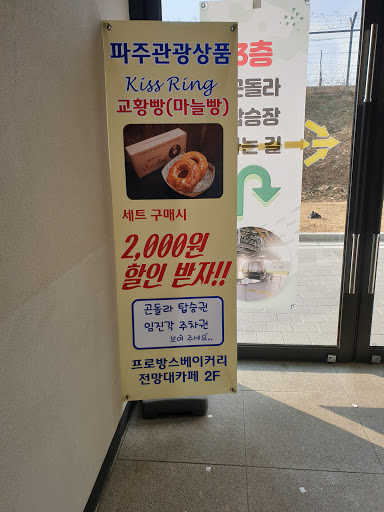 파주관광상품
Kiss Ring
교황빵(마늘빵)
세트 구매시
2,000원
할인 받자!!
곤돌라 탑승권
임진각 주차권
보여 주네요..
프로방스베이커리
전망대카페 2F
3층
곤돌라
탑승장
는 길